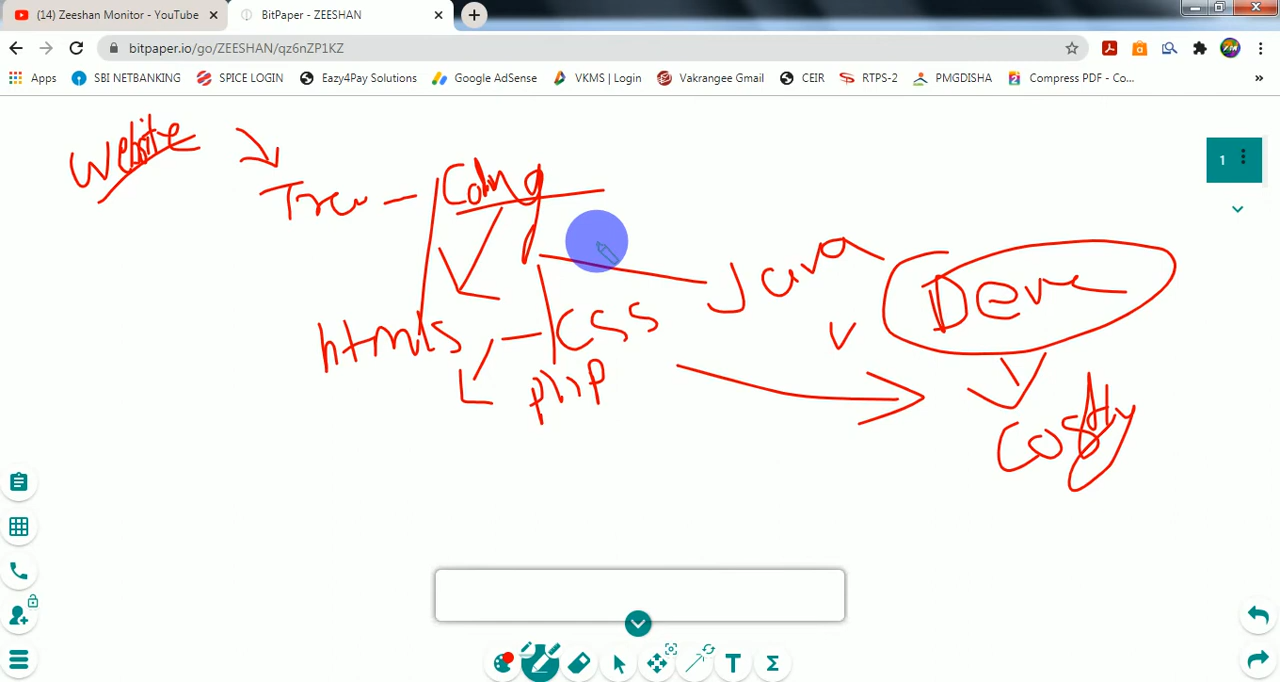 (14) Zeeshan Monitor - YouTube
BitPaper - ZEESHAN
bitpaper.io/go/ZEESHAN/qz6nZP1KZ
Apps SBI NETBANKING SPICE LOGIN Eazy4Pay Solutions Google AdSense VKMS | Login Vakrangee Gmail CEIR RTPS-2 PMGDISHA Compress PDF - Co... »
Website
1
Coding
Java
Deve
html5
CSS
php
Costly
T
Σ